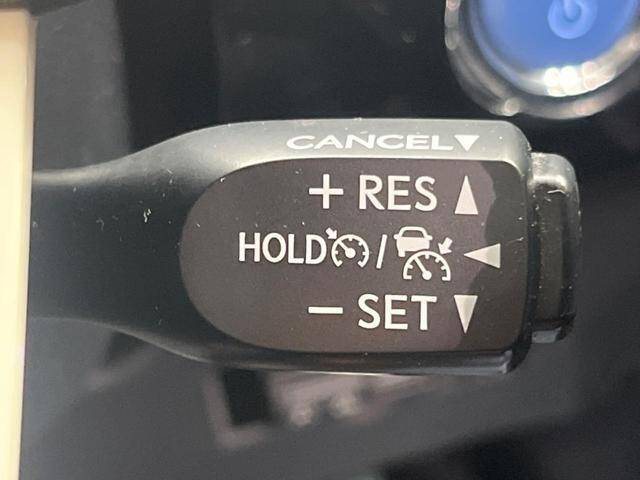 CANCEL▼
+ RES ▲
HOLD / ◀
− SET ▼